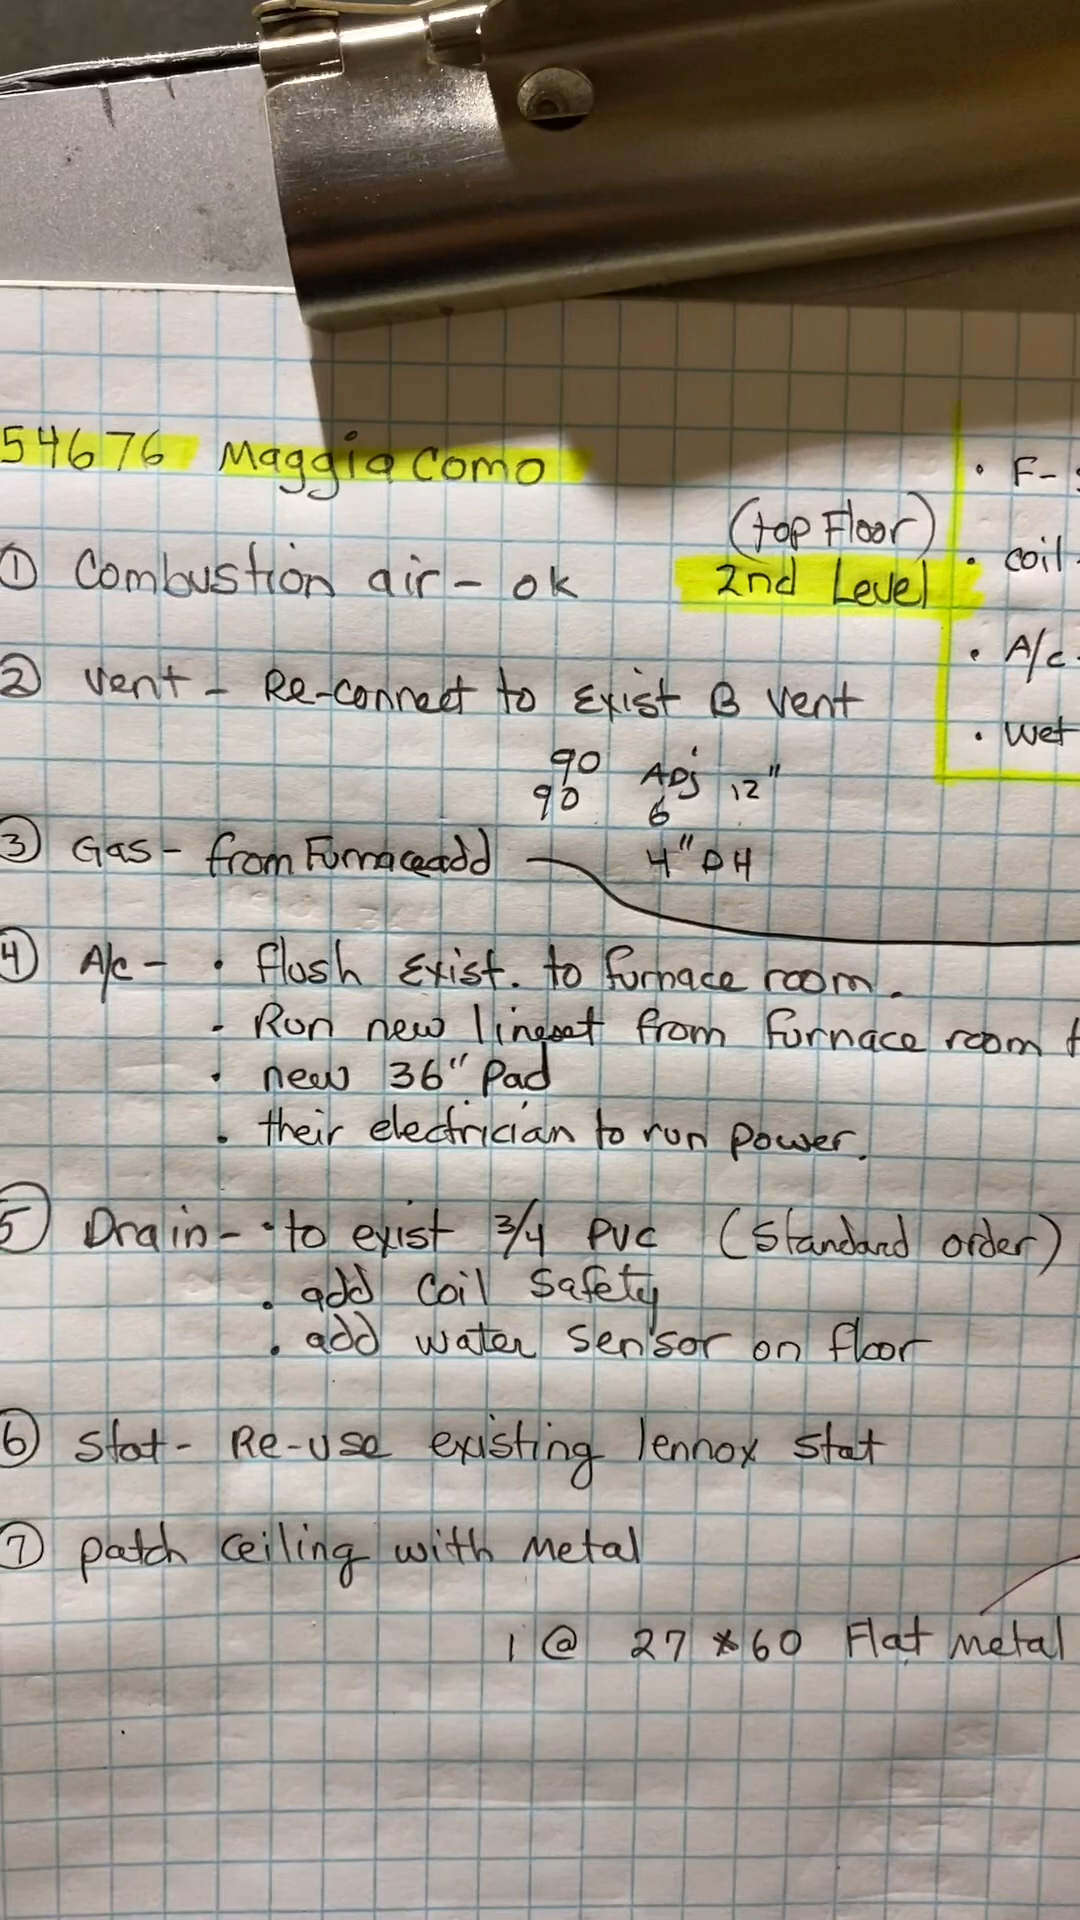 54676 Maggiacomo
(top Floor)
2nd Level
① Combustion air - ok
② vent - Re-connect to Exist B vent
90 ADJ 12"
90 6
4" DH
③ Gas - from Furnace add
④ A/c - • flush Exist. to furnace room.
• Run new lineset from furnace room
• new 36" Pad
• their electrician to run power.
5 Drain - • to exist 3/4 PVC (Standard order)
• add Coil Safety
• add water sensor on floor
⑥ Stat - Re-use existing lennox stat
⑦ patch ceiling with metal
1 @ 27 * 60 Flat metal
• F-
• coil -
• A/c -
• wet